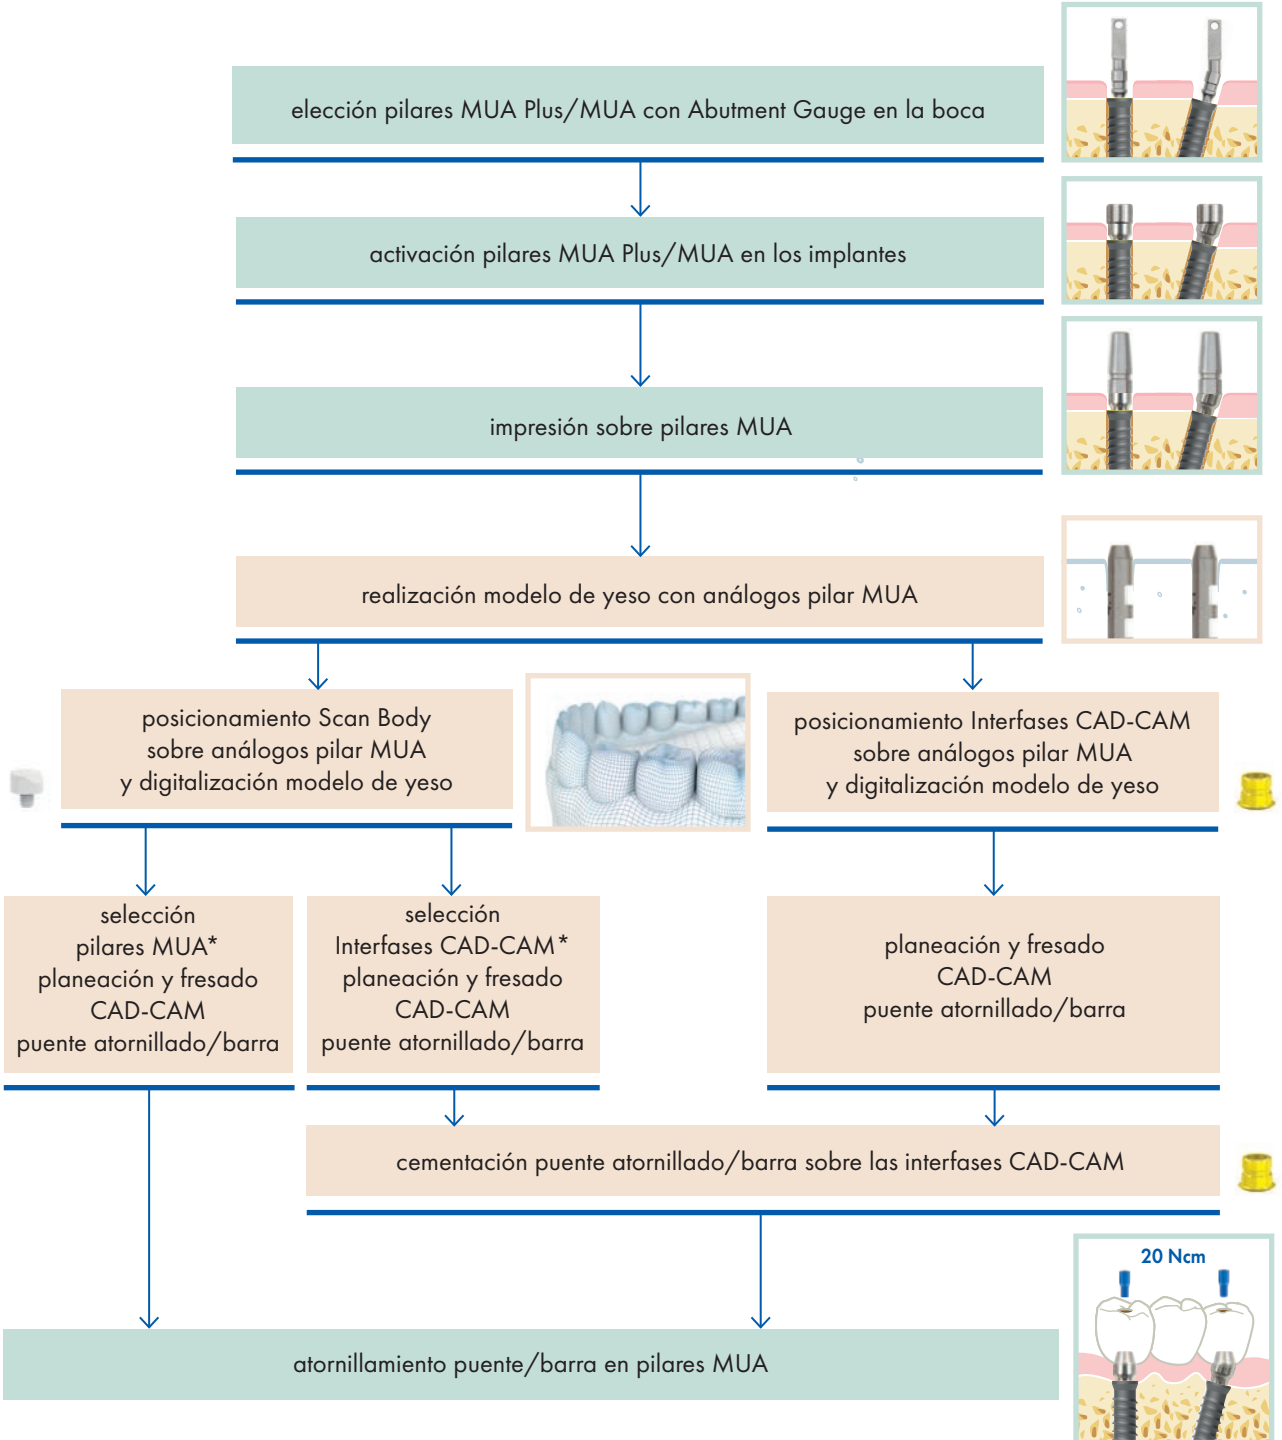 elección pilares MUA Plus/MUA con Abutment Gauge en la boca
activación pilares MUA Plus/MUA en los implantes
impresión sobre pilares MUA
realización modelo de yeso con análogos pilar MUA
posicionamiento Scan Body
sobre análogos pilar MUA
y digitalización modelo de yeso
posicionamiento Interfases CAD-CAM
sobre análogos pilar MUA
y digitalización modelo de yeso
selección
pilares MUA*
planeación y fresado
CAD-CAM
puente atornillado/barra
selección
Interfases CAD-CAM*
planeación y fresado
CAD-CAM
puente atornillado/barra
planeación y fresado
CAD-CAM
puente atornillado/barra
cementación puente atornillado/barra sobre las interfases CAD-CAM
20 Ncm
atornillamiento puente/barra en pilares MUA